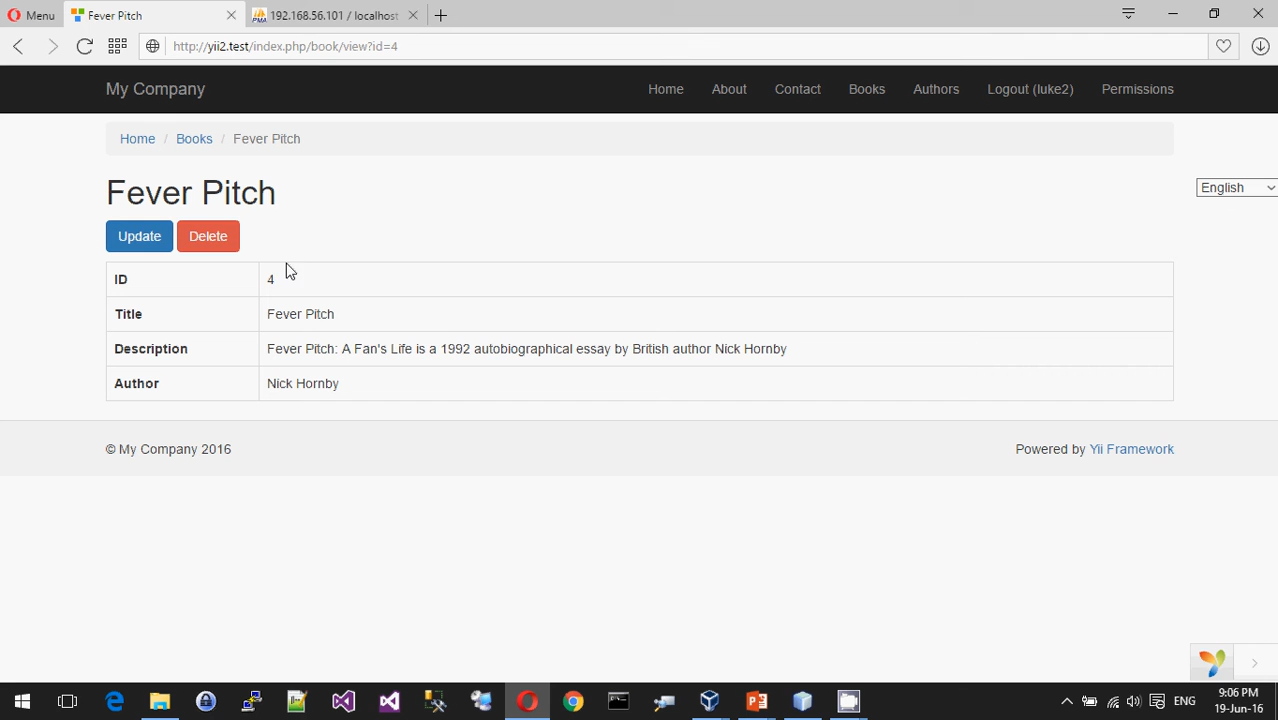 Menu
Fever Pitch
PMA
192.168.56.101 / localhost
http://yii2.test/index.php/book/view?id=4
My Company
Home
About
Contact
Books
Authors
Logout (luke2)
Permissions
Home / Books / Fever Pitch
Fever Pitch
English
Update
Delete
ID 4
Title Fever Pitch
Description Fever Pitch: A Fan's Life is a 1992 autobiographical essay by British author Nick Hornby
Author Nick Hornby
© My Company 2016
Powered by Yii Framework
ENG
9:06 PM
19-Jun-16